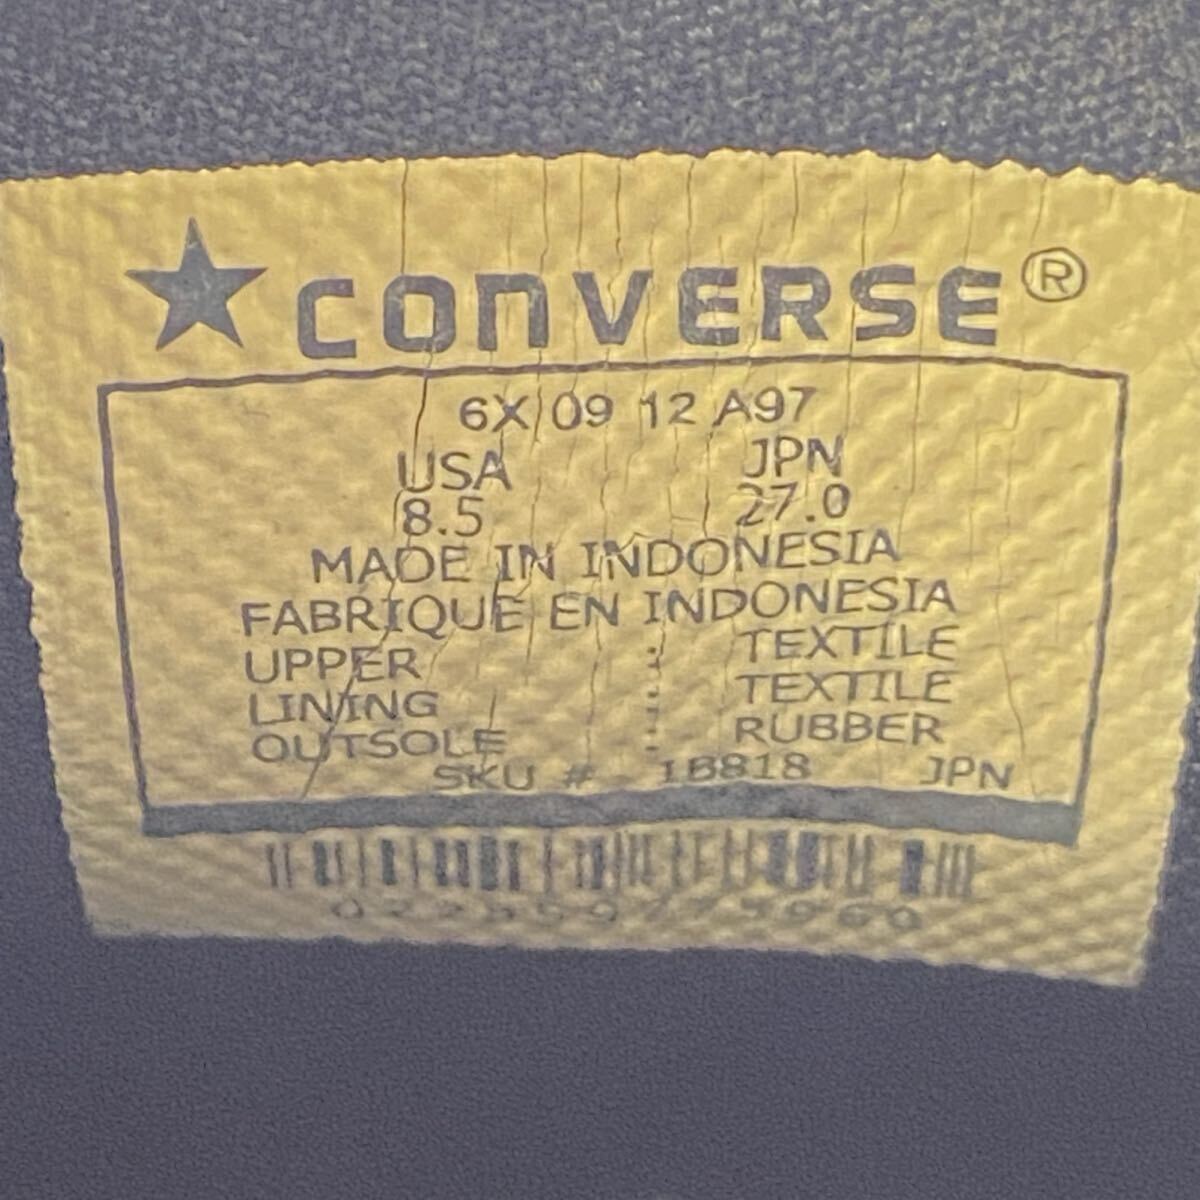 CONVERSE®
6X 09 12 A97
USA JPN
8.5 27.0
MADE IN INDONESIA
FABRIQUE EN INDONESIA
UPPER : TEXTILE
LINING : TEXTILE
OUTSOLE : RUBBER
SKU # 1B818 JPN